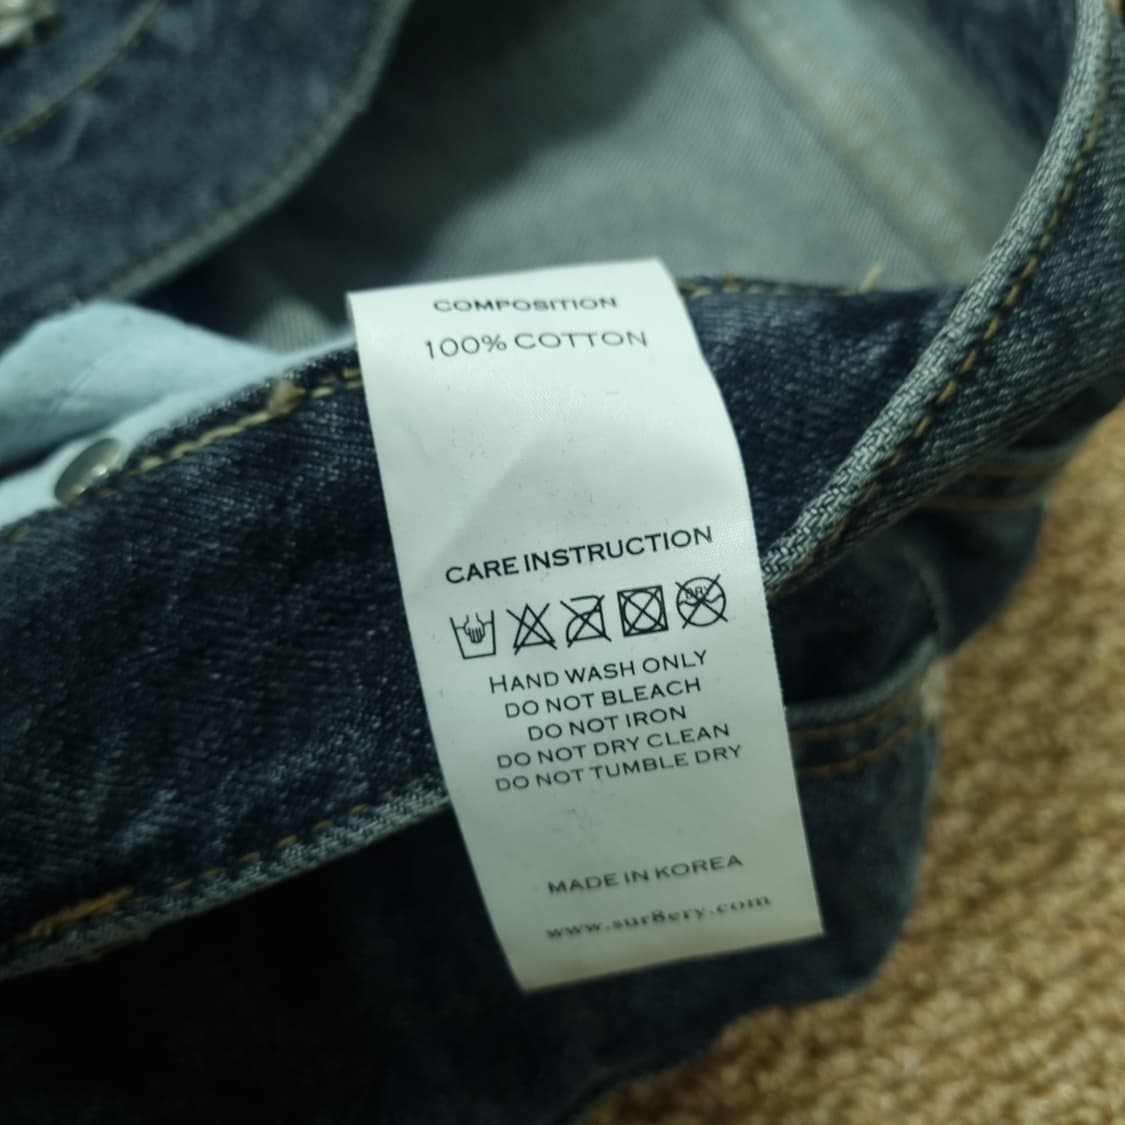 COMPOSITION
100% COTTON
CARE INSTRUCTION
DRY
HAND WASH ONLY
DO NOT BLEACH
DO NOT IRON
DO NOT DRY CLEAN
DO NOT TUMBLE DRY
MADE IN KOREA
www.sur8ery.com